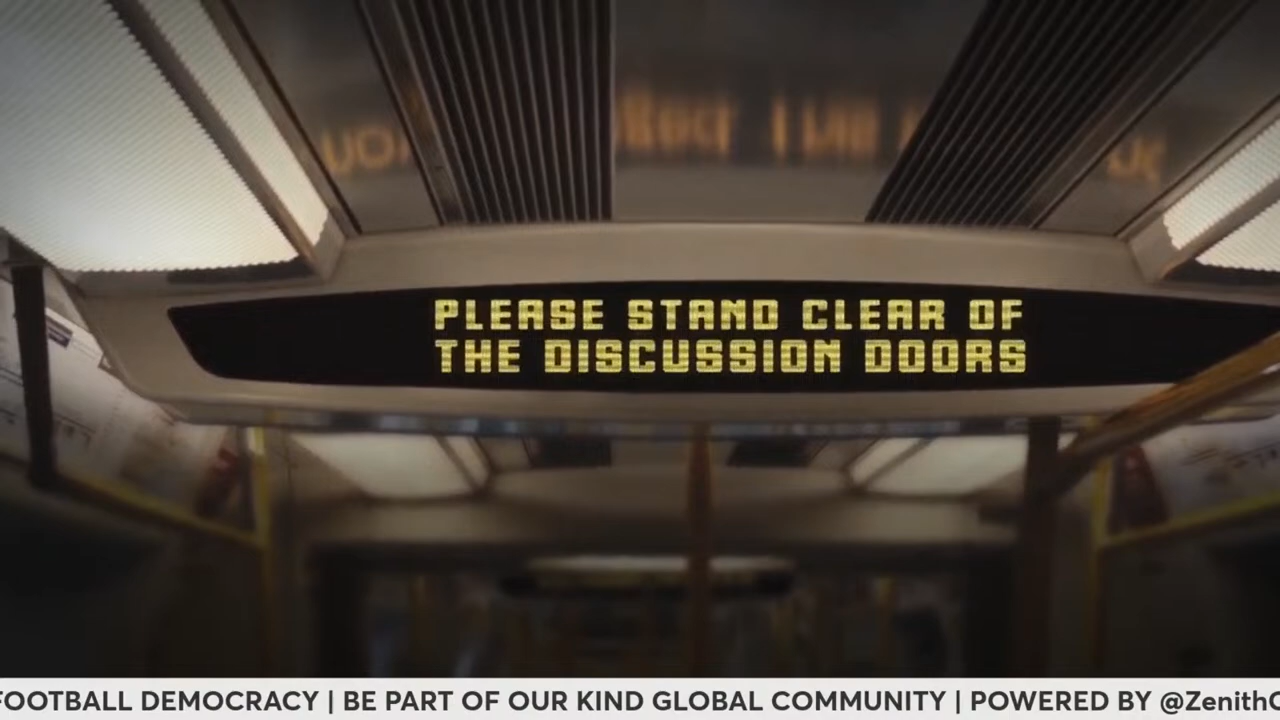 PLEASE STAND CLEAR OF
THE DISCUSSION DOORS
FOOTBALL DEMOCRACY | BE PART OF OUR KIND GLOBAL COMMUNITY | POWERED BY